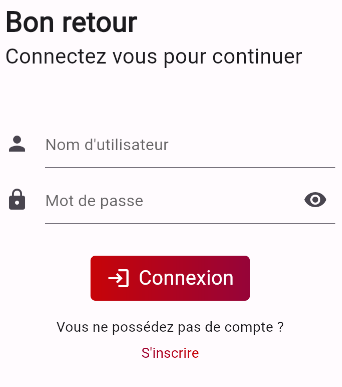 Bon retour
Connectez vous pour continuer
Nom d'utilisateur
Mot de passe
Connexion
Vous ne possédez pas de compte ?
S'inscrire